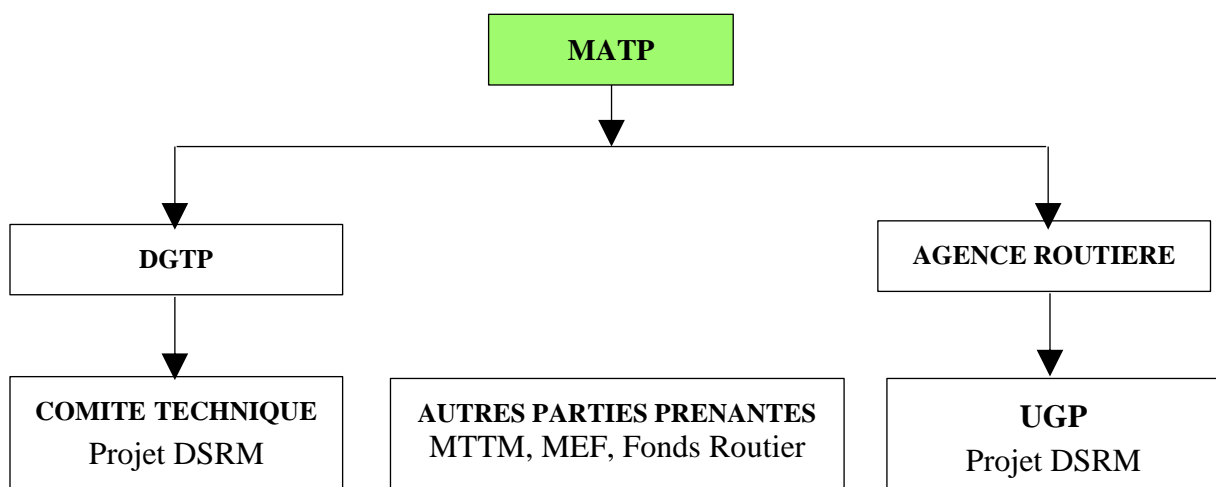 MATP
DGTP
AGENCE ROUTIERE
COMITE TECHNIQUE
Projet DSRM
AUTRES PARTIES PRENANTES
MTTM, MEF, Fonds Routier
UGP
Projet DSRM